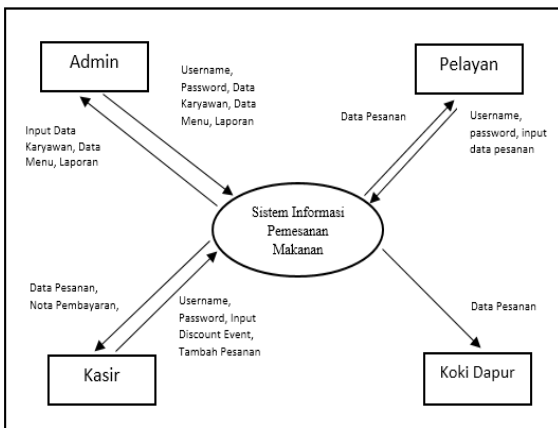 Admin
Pelayan
Username,
Password, Data
Karyawan, Data
Menu, Laporan
Input Data
Karyawan, Data
Menu, Laporan
Data Pesanan
Username,
password, input
data pesanan
Sistem Informasi
Pemesanan
Makanan
Data Pesanan,
Nota Pembayaran,
Username,
Password, Input
Discount Event,
Tambah Pesanan
Data Pesanan
Kasir
Koki Dapur